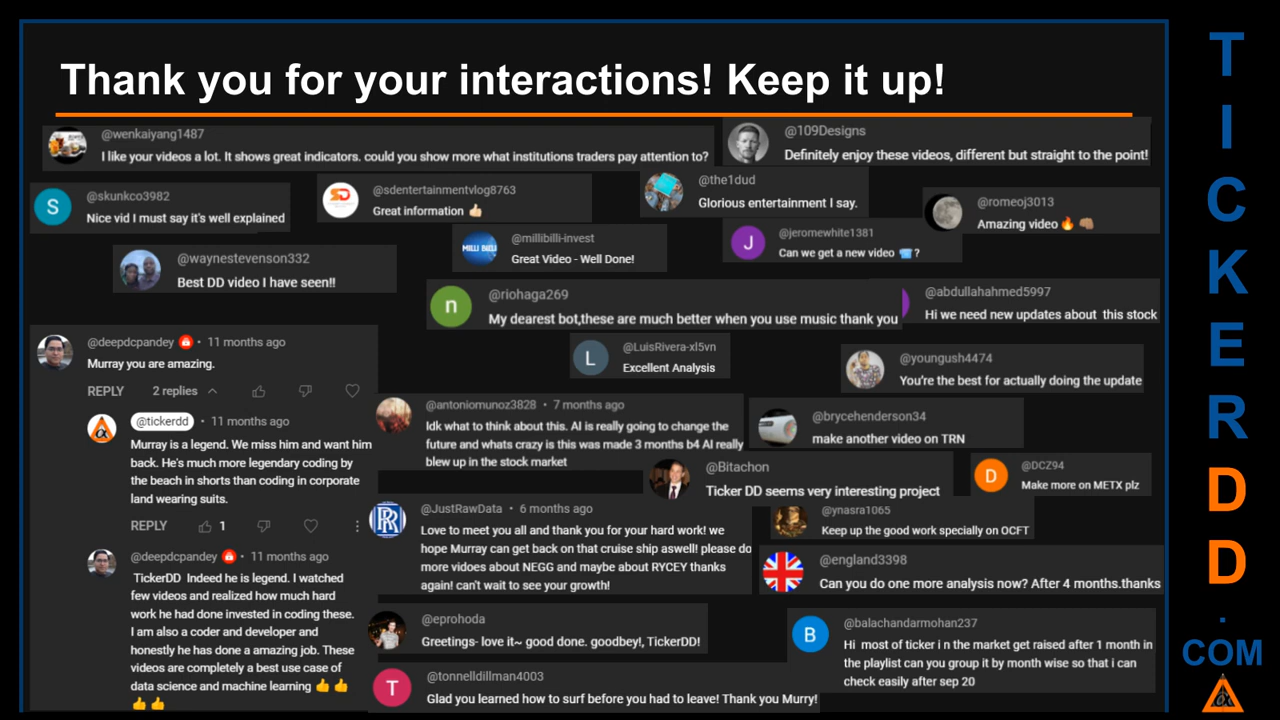 Thank you for your interactions! Keep it up!
@wenkaiyang1487
I like your videos a lot. It shows great indicators. could you show more what institutions traders pay attention to?
@109Designs
Definitely enjoy these videos, different but straight to the point!
S
@skunkco3982
Nice vid I must say it's well explained
@sdentertainmentvlog8763
Great information 👍🏻
@the1dud
Glorious entertainment I say.
@romeoj3013
Amazing video 🔥 👊🏽
MILLI BILLI
@millibilli-invest
Great Video - Well Done!
J
@jeromewhite1381
Can we get a new video ?
@waynestevenson332
Best DD video I have seen!!
n
@riohaga269
My dearest bot,these are much better when you use music thank you
@abdullahahmed5997
Hi we need new updates about this stock
L
@LuisRivera-xl5vn
Excellent Analysis
@youngush4474
You're the best for actually doing the update
@deepdcpandey • 11 months ago
Murray you are amazing.
REPLY 2 replies
@tickerdd • 11 months ago
Murray is a legend. We miss him and want him
back. He's much more legendary coding by
the beach in shorts than coding in corporate
land wearing suits.
REPLY 1
@deepdcpandey • 11 months ago
TickerDD Indeed he is legend. I watched
few videos and realized how much hard
work he had done invested in coding these.
I am also a coder and developer and
honestly he has done a amazing job. These
videos are completely a best use case of
data science and machine learning 👍 👍
👍 👍
@antoniomunoz3828 • 7 months ago
Idk what to think about this. AI is really going to change the
future and whats crazy is this was made 3 months b4 AI really
blew up in the stock market
@brycehenderson34
make another video on TRN
@Bitachon
Ticker DD seems very interesting project
D
@DCZ94
Make more on METX plz
@JustRawData • 6 months ago
Love to meet you all and thank you for your hard work! we
hope Murray can get back on that cruise ship aswell! please do
more vidoes about NEGG and maybe about RYCEY thanks
again! can't wait to see your growth!
@ynasra1065
Keep up the good work specially on OCFT
@england3398
Can you do one more analysis now? After 4 months.thanks
@eprohoda
Greetings- love it~ good done. goodbey!, TickerDD!
B
@balachandarmohan237
Hi most of ticker i n the market get raised after 1 month in
the playlist can you group it by month wise so that i can
check easily after sep 20
T
@tonnelldillman4003
Glad you learned how to surf before you had to leave! Thank you Murry!
T
I
C
K
E
R
D
D
.
COM